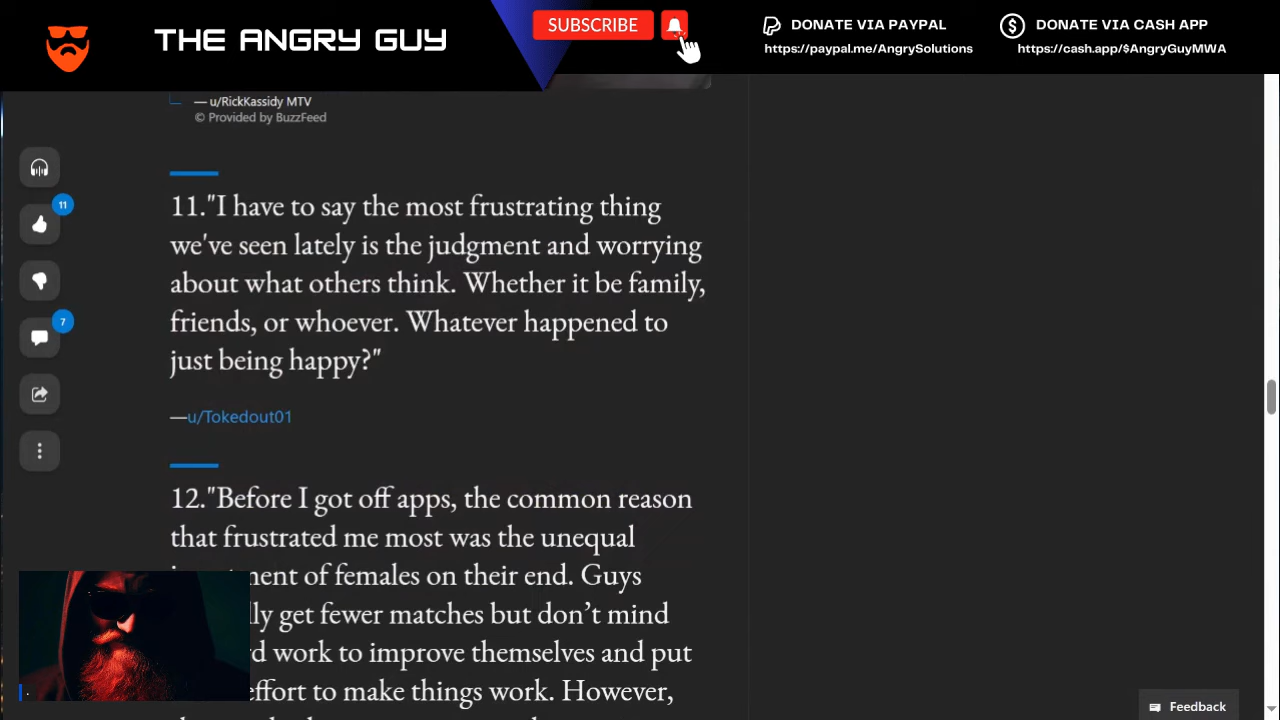 THE ANGRY GUY
SUBSCRIBE
DONATE VIA PAYPAL
https://paypal.me/AngrySolutions
DONATE VIA CASH APP
https://cash.app/$AngryGuyMWA
— u/RickKassidy MTV
© Provided by BuzzFeed
11
7
11."I have to say the most frustrating thing
we've seen lately is the judgment and worrying
about what others think. Whether it be family,
friends, or whoever. Whatever happened to
just being happy?"
—u/Tokedout01
12."Before I got off apps, the common reason
that frustrated me most was the unequal
of females on their end. Guys
get fewer matches but don’t mind
work to improve themselves and put
effort to make things work. However,
Feedback